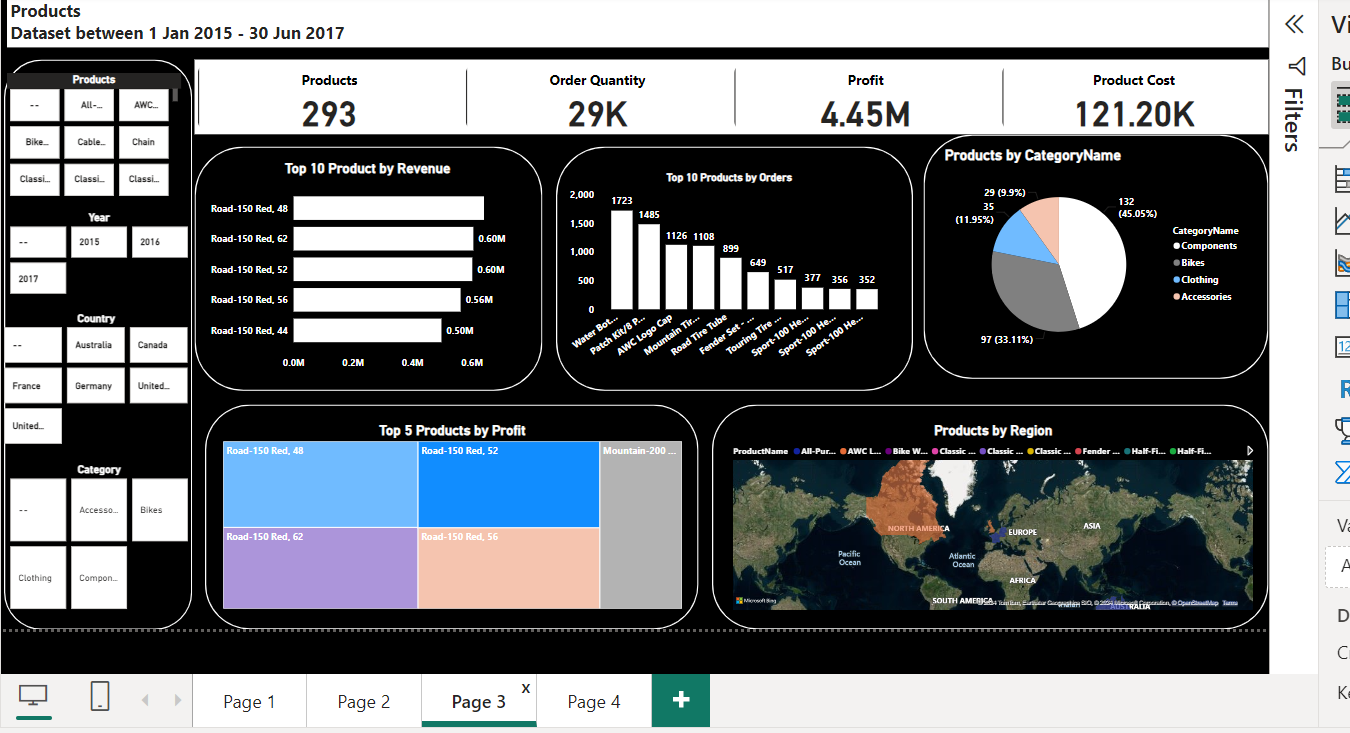 Products
Dataset between 1 Jan 2015 - 30 Jun 2017
Products
--
All-...
AWC...
Bike...
Cable...
Chain
Classi...
Classi...
Classi...
Year
--
2015
2016
2017
Country
--
Australia
Canada
France
Germany
United...
United...
Category
--
Accesso...
Bikes
Clothing
Compon...
Products
293
Order Quantity
29K
Profit
4.45M
Product Cost
121.20K
Top 10 Product by Revenue
Road-150 Red, 48
Road-150 Red, 62
0.60M
Road-150 Red, 52
0.60M
Road-150 Red, 56
0.56M
Road-150 Red, 44
0.50M
0.0M
0.2M
0.4M
0.6M
Top 10 Products by Orders
2,000
1,500
1,000
500
0
1723
1485
1126
1108
899
649
517
377
356
352
Water Bot...
Patch Kit/8 P...
AWC Logo Cap
Mountain Tir...
Road Tire Tube
Fender Set - ...
Touring Tire ...
Sport-100 He...
Sport-100 He...
Sport-100 He...
Products by CategoryName
29 (9.9%)
35
(11.95%)
132
(45.05%)
97 (33.11%)
CategoryName
Components
Bikes
Clothing
Accessories
Top 5 Products by Profit
Road-150 Red, 48
Road-150 Red, 52
Mountain-200 ...
Road-150 Red, 62
Road-150 Red, 56
Products by Region
ProductName
All-Pur...
AWC L...
Bike W...
Classic ...
Classic ...
Classic ...
Fender ...
Half-Fi...
Half-Fi...
NORTH AMERICA
EUROPE
ASIA
Pacific
Ocean
Atlantic
Ocean
AFRICA
SOUTH AMERICA
AUSTRALIA
Microsoft Bing
© OpenStreetMap
Terms
Filters
Vi
Bu
123
R
Va
A
D
Ke
Page 1
Page 2
Page 3
x
Page 4
+